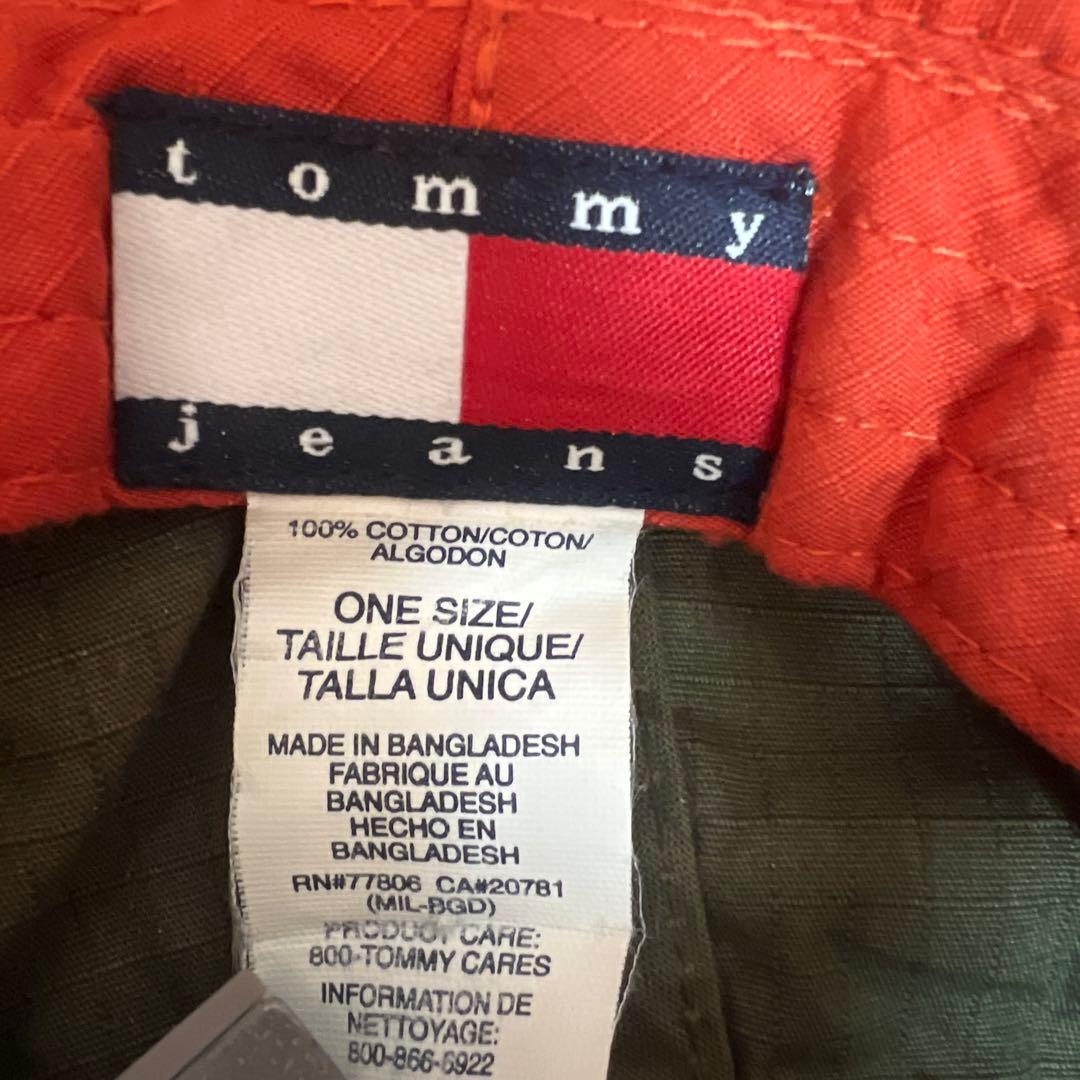 tommy
jeans
100% COTTON/COTON/
ALGODON
ONE SIZE/
TAILLE UNIQUE/
TALLA UNICA
MADE IN BANGLADESH
FABRIQUE AU
BANGLADESH
HECHO EN
BANGLADESH
RN#77806 CA#20781
(MIL-BGD)
PRODUCT CARE:
800-TOMMY CARES
INFORMATION DE
NETTOYAGE:
800-866-6922